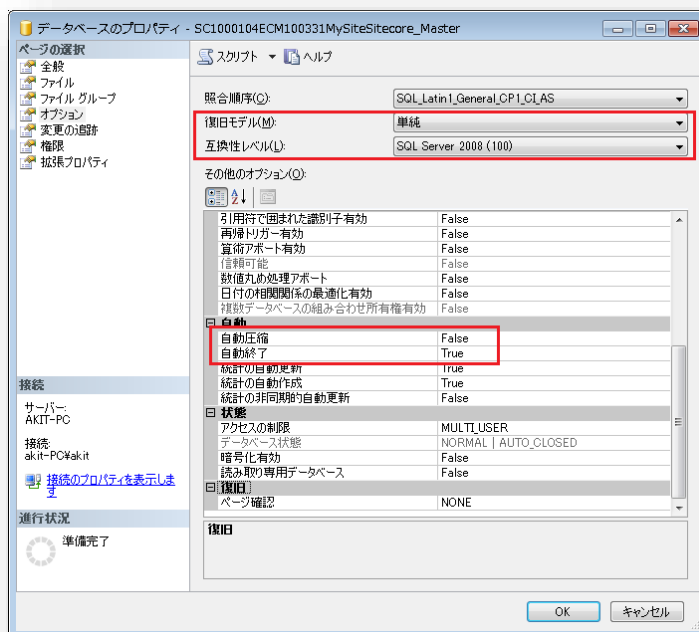 データベースのプロパティ - SC1000104ECM100331MySiteSitecore_Master
ページの選択
全般
ファイル
ファイル グループ
オプション
変更の追跡
権限
拡張プロパティ
スクリプト
ヘルプ
照合順序(C):
SQL_Latin1_General_CP1_CI_AS
復旧モデル(M):
単純
互換性レベル(L):
SQL Server 2008 (100)
その他のオプション(O):
引用符で囲まれた識別子有効 False
再帰トリガー有効 False
算術アボート有効 False
信頼可能 False
数値丸め処理アボート False
日付の相関関係の最適化有効 False
複数データベースの組み合わせ所有権有効 False
自動
自動圧縮 False
自動終了 True
統計の自動更新 True
統計の自動作成 True
統計の非同期的自動更新 False
状態
アクセスの制限 MULTI_USER
データベース状態 NORMAL | AUTO_CLOSED
暗号化有効 False
読み取り専用データベース False
復旧
ページ確認 NONE
復旧
接続
サーバー:
AKIT-PC
接続:
akit-PC¥akit
接続のプロパティを表示しま
す
進行状況
準備完了
OK
キャンセル